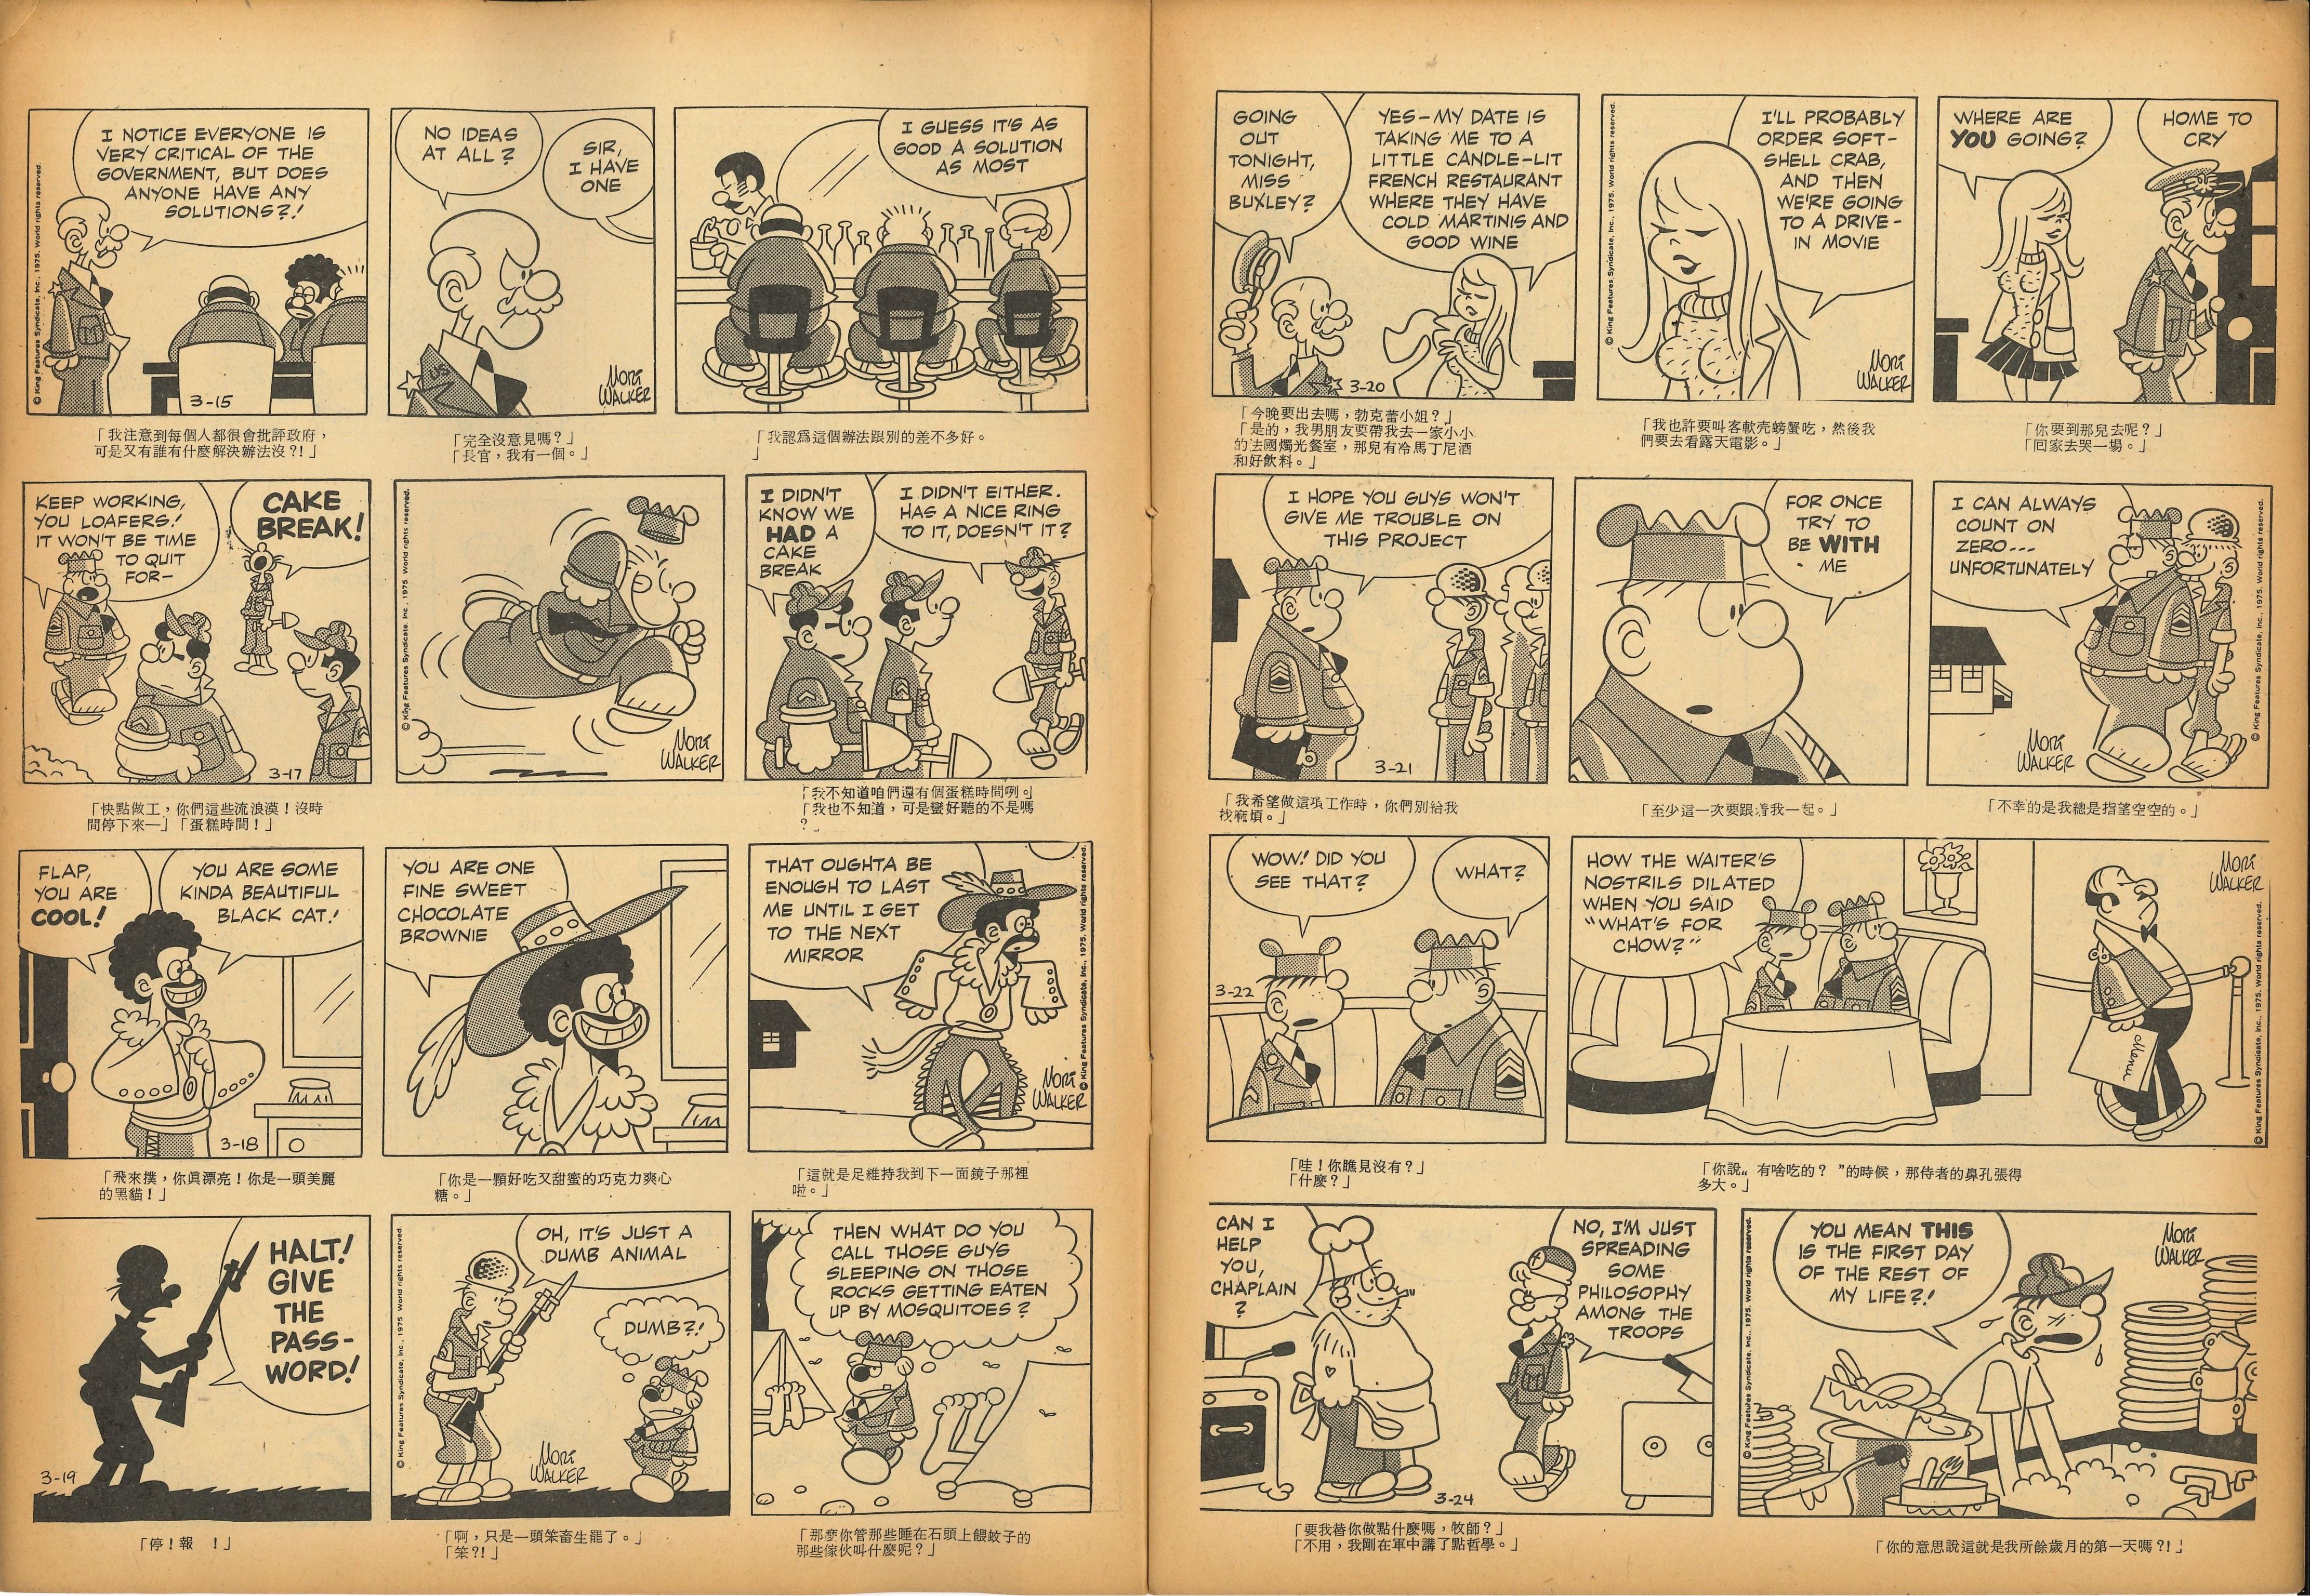 I NOTICE EVERYONE IS
VERY CRITICAL OF THE
GOVERNMENT, BUT DOES
ANYONE HAVE ANY
SOLUTIONS?!
© King Features Syndicate, Inc., 1975. World rights reserved.
3-15
NO IDEAS
AT ALL?
SIR,
I HAVE
ONE
US
MORT
WALKER
I GUESS IT'S AS
GOOD A SOLUTION
AS MOST
「我注意到每個人都很會批評政府,
可是又有誰有什麼解決辦法沒?!」
「完全沒意見嗎?」
「長官,我有一個。」
「我認爲這個辦法跟別的差不多好。
」
KEEP WORKING,
YOU LOAFERS!
IT WON'T BE TIME
TO QUIT
FOR—
CAKE
BREAK!
3-17
© King Features Syndicate, Inc., 1975. World rights reserved.
MORT
WALKER
I DIDN'T
KNOW WE
HAD A
CAKE
BREAK
I DIDN'T EITHER.
HAS A NICE RING
TO IT, DOESN'T IT?
「快點做工,你們這些流浪漢!沒時
間停下來—」「蛋糕時間!」
「我不知道咱們還有個蛋糕時間咧。」
「我也不知道,可是蠻好聽的不是嗎
?」
FLAP,
YOU ARE
COOL!
YOU ARE SOME
KINDA BEAUTIFUL
BLACK CAT!
3-18
YOU ARE ONE
FINE SWEET
CHOCOLATE
BROWNIE
THAT OUGHTA BE
ENOUGH TO LAST
ME UNTIL I GET
TO THE NEXT
MIRROR
MORT
WALKER
© King Features Syndicate, Inc., 1975. World rights reserved.
「飛來撲,你眞漂亮!你是一頭美麗
的黑貓!」
「你是一顆好吃又甜蜜的巧克力爽心
糖。」
「這就是足維持我到下一面鏡子那裡
啦。」
HALT!
GIVE
THE
PASS-
WORD!
3-19
© King Features Syndicate, Inc., 1975. World rights reserved.
OH, IT'S JUST A
DUMB ANIMAL
DUMB?!
MORT
WALKER
THEN WHAT DO YOU
CALL THOSE GUYS
SLEEPING ON THOSE
ROCKS GETTING EATEN
UP BY MOSQUITOES?
「停!報 !」
「啊,只是一頭笨畜生罷了。」
「笨?!」
「那麼你管那些睡在石頭上餵蚊子的
那些傢伙叫什麼呢?」
GOING
OUT
TONIGHT,
MISS
BUXLEY?
YES—MY DATE IS
TAKING ME TO A
LITTLE CANDLE-LIT
FRENCH RESTAURANT
WHERE THEY HAVE
COLD MARTINIS AND
GOOD WINE
3-20
© King Features Syndicate, Inc., 1975. World rights reserved.
I'LL PROBABLY
ORDER SOFT-
SHELL CRAB,
AND THEN
WE'RE GOING
TO A DRIVE-
IN MOVIE
MORT
WALKER
WHERE ARE
YOU GOING?
HOME TO
CRY
「今晚要出去嗎,勃克蕾小姐?」
「是的,我男朋友要帶我去一家小小
的法國燭光餐室,那兒有冷馬丁尼酒
和好飲料。」
「我也許要叫客軟壳螃蟹吃,然後我
們要去看露天電影。」
「你要到那兒去呢?」
「回家去哭一場。」
I HOPE YOU GUYS WON'T
GIVE ME TROUBLE ON
THIS PROJECT
3-21
FOR ONCE
TRY TO
BE WITH
ME
I CAN ALWAYS
COUNT ON
ZERO...
UNFORTUNATELY
MORT
WALKER
© King Features Syndicate, Inc., 1975. World rights reserved.
「我希望做這項工作時,你們別給我
找麻煩。」
「至少這一次要跟着我一起。」
「不幸的是我總是指望空空的。」
WOW! DID YOU
SEE THAT?
WHAT?
3-22
HOW THE WAITER'S
NOSTRILS DILATED
WHEN YOU SAID
"WHAT'S FOR
CHOW?"
Menu
MORT
WALKER
© King Features Syndicate, Inc., 1975. World rights reserved.
「哇!你瞧見沒有?」
「什麼?」
「你說“有啥吃的?”的時候,那侍者的鼻孔張得
多大。」
CAN I
HELP
YOU,
CHAPLAIN
?
NO, I'M JUST
SPREADING
SOME
PHILOSOPHY
AMONG THE
TROOPS
3-24
© King Features Syndicate, Inc., 1975. World rights reserved.
YOU MEAN THIS
IS THE FIRST DAY
OF THE REST OF
MY LIFE?!
MORT
WALKER
「要我替你做點什麼嗎,牧師?」
「不用,我剛在軍中講了點哲學。」
「你的意思說這就是我所餘歲月的第一天嗎?!」